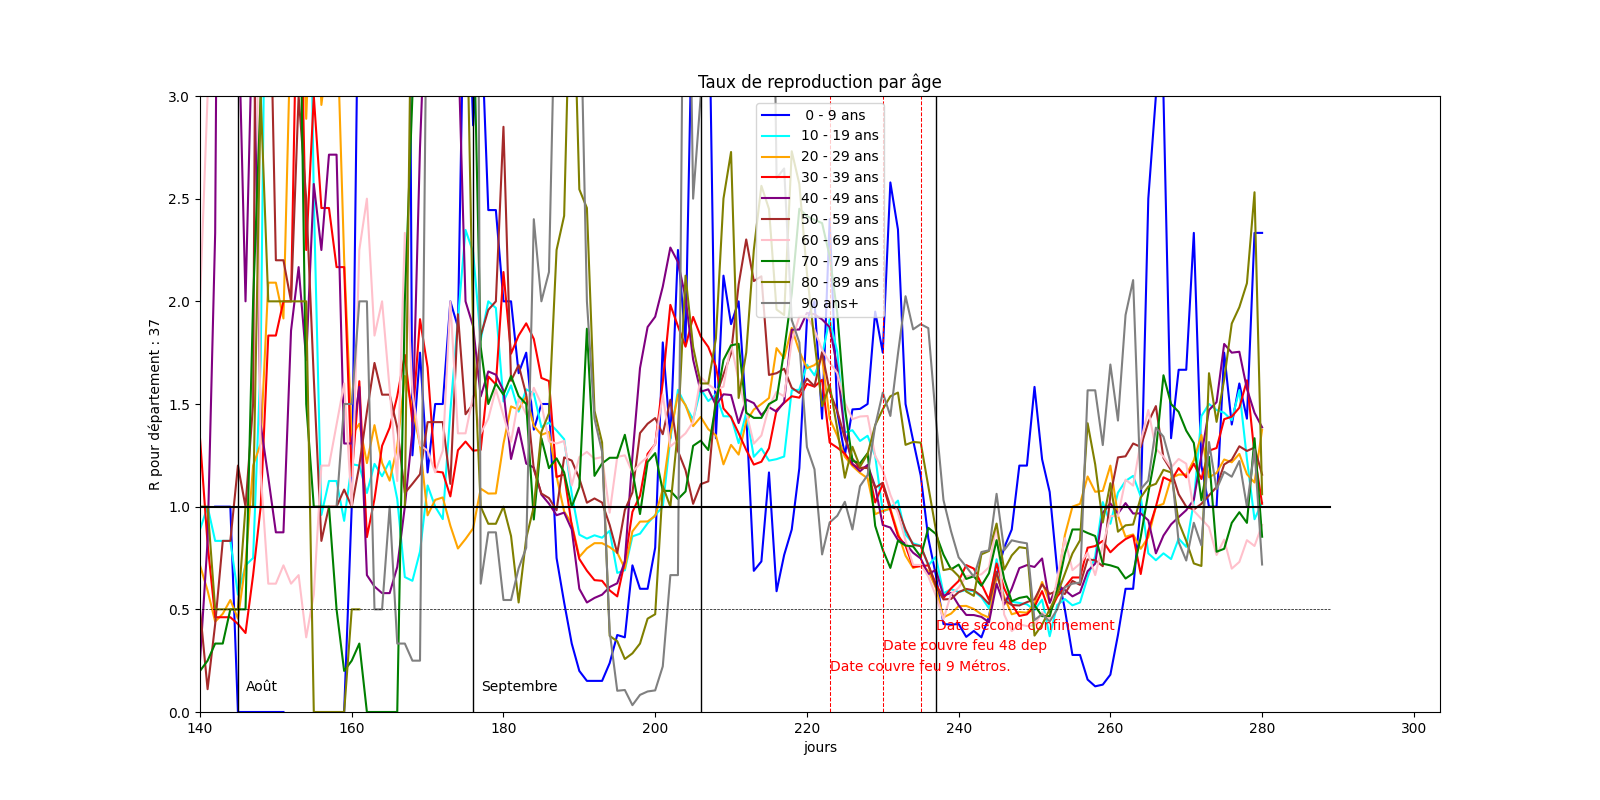 Taux de reproduction par âge
R pour département : 37
3.0
2.5
2.0
1.5
1.0
0.5
0.0
0 - 9 ans
10 - 19 ans
20 - 29 ans
30 - 39 ans
40 - 49 ans
50 - 59 ans
60 - 69 ans
70 - 79 ans
80 - 89 ans
90 ans+
Date second confinement
Date couvre feu 48 dep
Date couvre feu 9 Métros.
Août
Septembre
140 160 180 200 220 240 260 280 300
jours